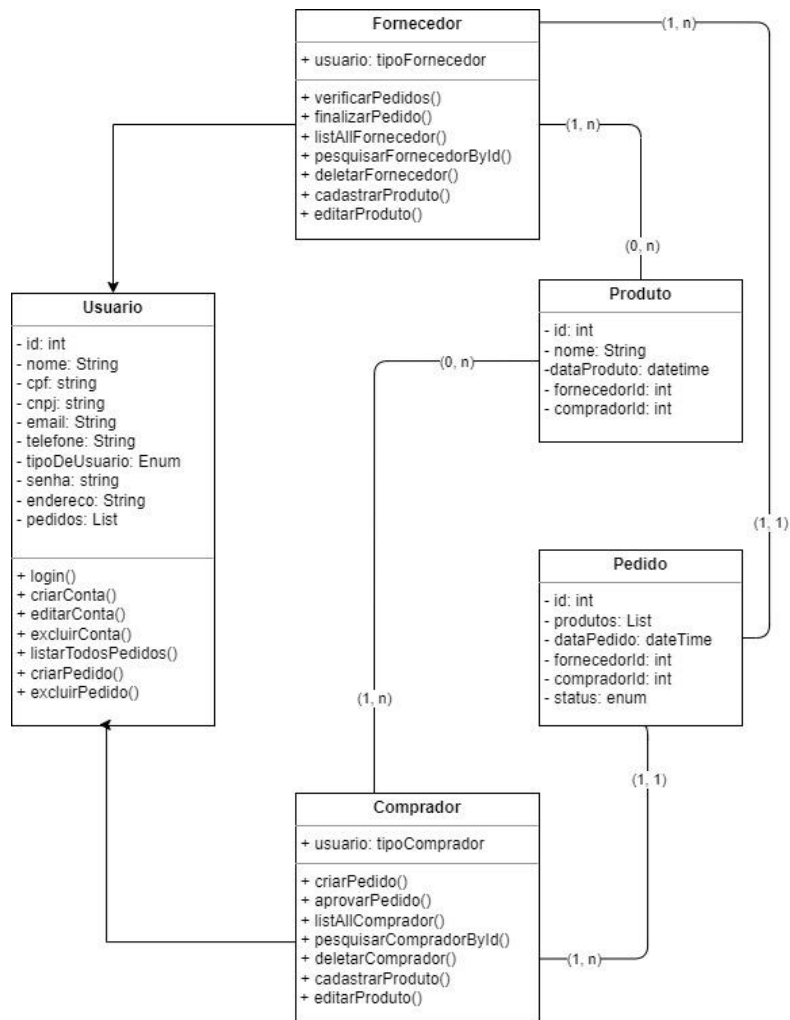 Fornecedor
+ usuario: tipoFornecedor
+ verificarPedidos()
+ finalizarPedido()
+ listAllFornecedor()
+ pesquisarFornecedorById()
+ deletarFornecedor()
+ cadastrarProduto()
+ editarProduto()
(1, n)
(1, n)
(0, n)
Usuario
- id: int
- nome: String
- cpf: string
- cnpj: string
- email: String
- telefone: String
- tipoDeUsuario: Enum
- senha: string
- endereco: String
- pedidos: List
+ login()
+ criarConta()
+ editarConta()
+ excluirConta()
+ listarTodosPedidos()
+ criarPedido()
+ excluirPedido()
Produto
- id: int
- nome: String
-dataProduto: datetime
- fornecedorId: int
- compradorId: int
(0, n)
(1, 1)
Pedido
- id: int
- produtos: List
- dataPedido: dateTime
- fornecedorId: int
- compradorId: int
- status: enum
(1, n)
(1, 1)
Comprador
+ usuario: tipoComprador
+ criarPedido()
+ aprovarPedido()
+ listAllComprador()
+ pesquisarCompradorById()
+ deletarComprador()
+ cadastrarProduto()
+ editarProduto()
(1, n)